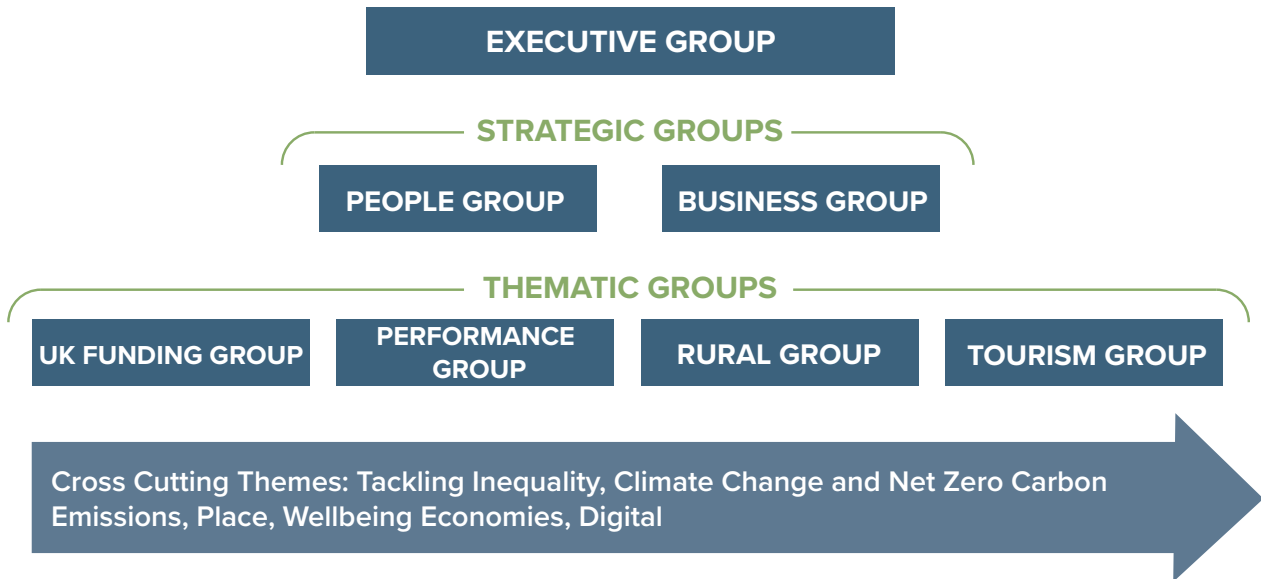 EXECUTIVE GROUP
STRATEGIC GROUPS
PEOPLE GROUP
BUSINESS GROUP
THEMATIC GROUPS
UK FUNDING GROUP
PERFORMANCE
GROUP
RURAL GROUP
TOURISM GROUP
Cross Cutting Themes: Tackling Inequality, Climate Change and Net Zero Carbon
Emissions, Place, Wellbeing Economies, Digital